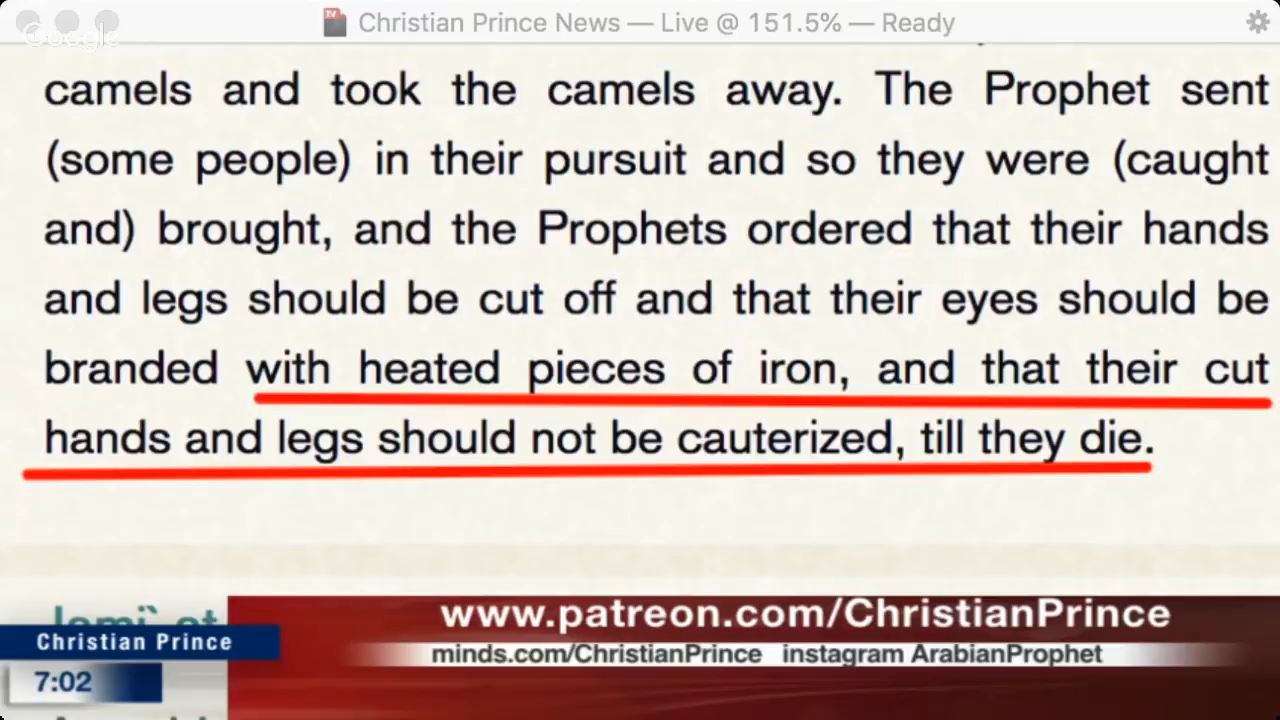 Christian Prince News — Live @ 151.5% — Ready
Google
camels and took the camels away. The Prophet sent
(some people) in their pursuit and so they were (caught
and) brought, and the Prophets ordered that their hands
and legs should be cut off and that their eyes should be
branded with heated pieces of iron, and that their cut
hands and legs should not be cauterized, till they die.
www.patreon.com/ChristianPrince
Christian Prince
minds.com/ChristianPrince instagram ArabianProphet
7:02